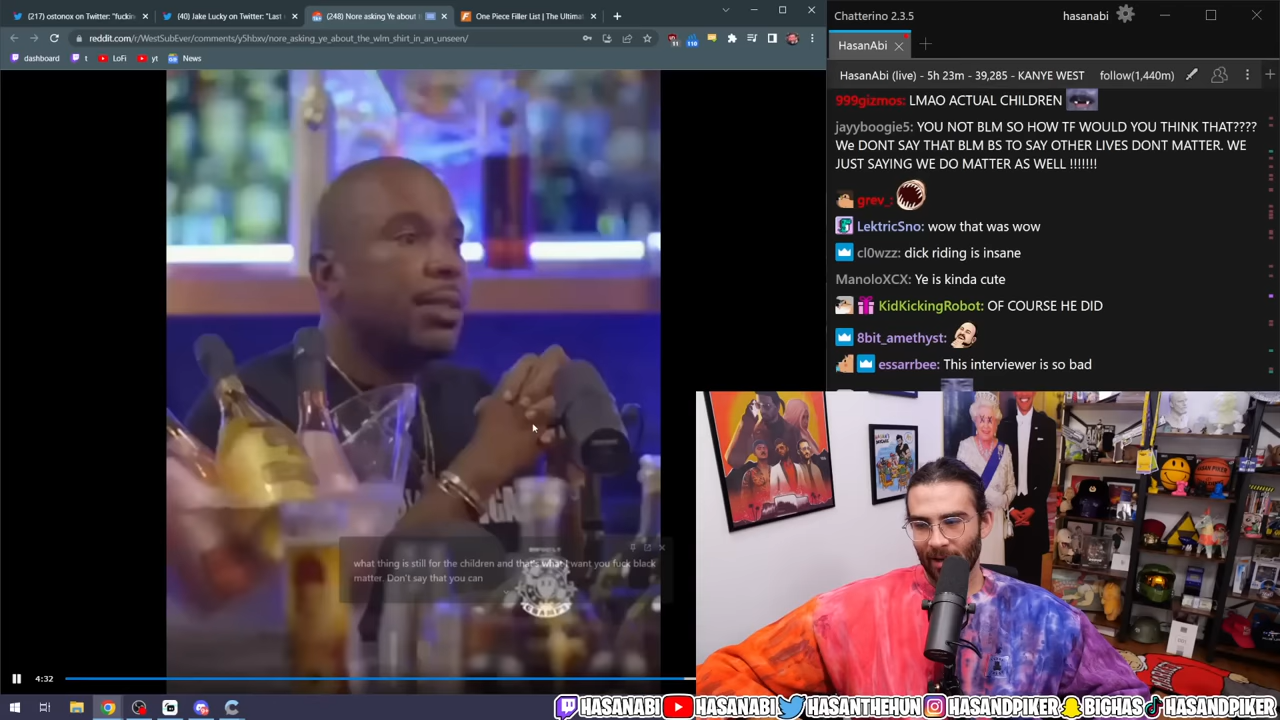 (217) ostonox on Twitter: "fuckin
(40) Jake Lucky on Twitter: "Last
(248) Nore asking Ye about
One Piece Filler List | The Ultima
reddit.com/r/WestSubEver/comments/y5hbxv/nore_asking_ye_about_the_wlm_shirt_in_an_unseen/
11
110
dashboard
t
LoFi
yt
News
what thing is still for the children and that's what I want you fuck black
matter. Don't say that you can
CHAMPS
4:32
Chatterino 2.3.5
hasanabi
HasanAbi
HasanAbi (live) - 5h 23m - 39,285 - KANYE WEST
follow(1,440m)
999gizmos: LMAO ACTUAL CHILDREN
jayyboogie5: YOU NOT BLM SO HOW TF WOULD YOU THINK THAT????
We DONT SAY THAT BLM BS TO SAY OTHER LIVES DONT MATTER. WE
JUST SAYING WE DO MATTER AS WELL !!!!!!!
grev_:
LektricSno: wow that was wow
cl0wzz: dick riding is insane
ManoloXCX: Ye is kinda cute
KidKickingRobot: OF COURSE HE DID
8bit_amethyst:
essarrbee: This interviewer is so bad
HASAN PIKER
HASANABI
HASANABI
HASANTHEHUN
HASANDPIKER
BIGHAS
HASANDPIKER